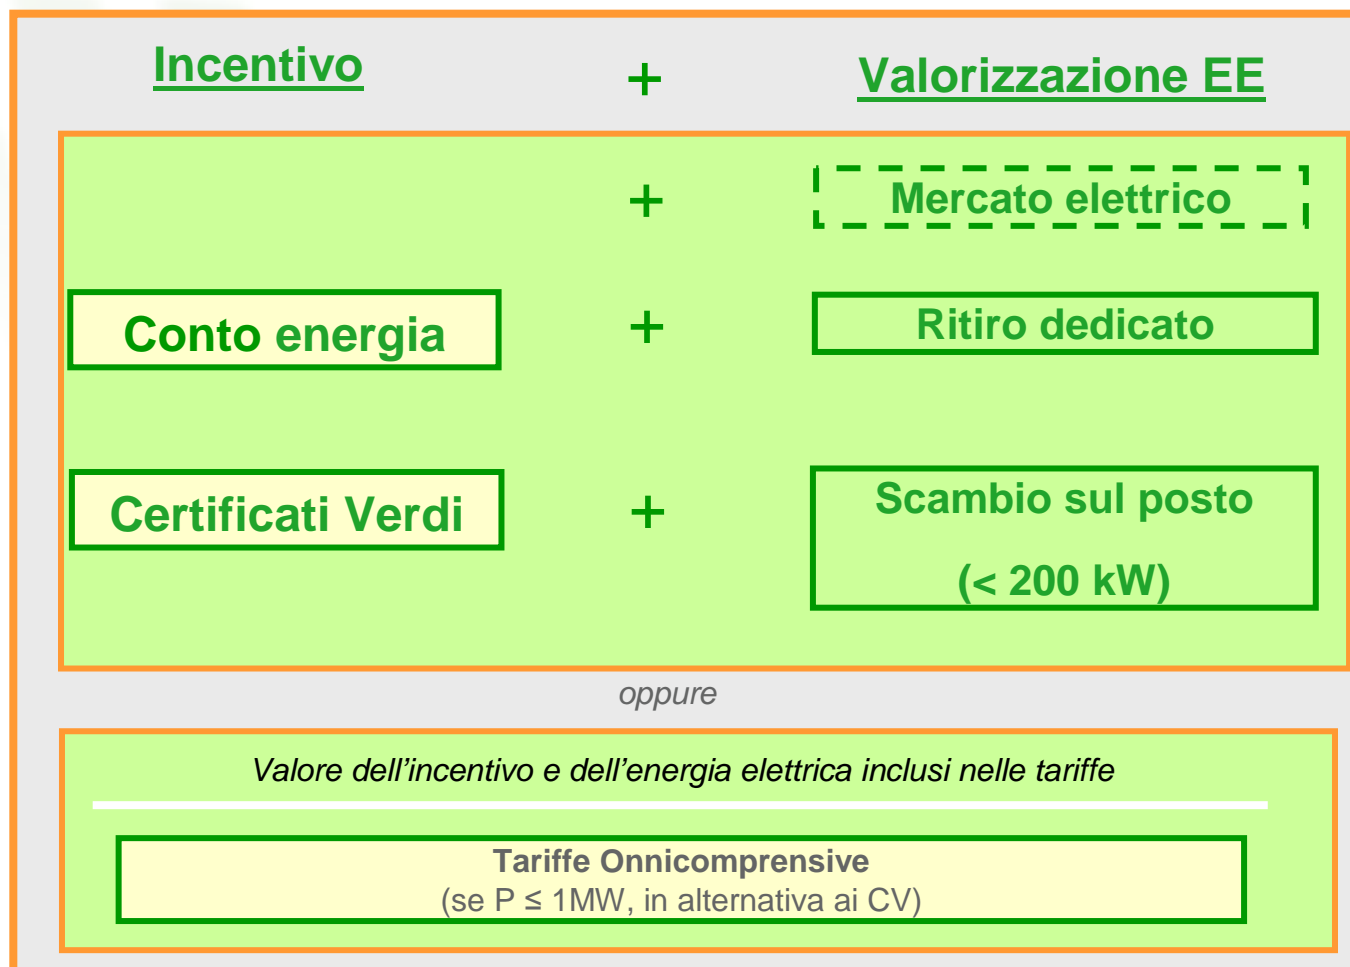 Incentivo + Valorizzazione EE
+ Mercato elettrico
Conto energia + Ritiro dedicato
Certificati Verdi + Scambio sul posto
(< 200 kW)
oppure
Valore dell’incentivo e dell’energia elettrica inclusi nelle tariffe
Tariffe Onnicomprensive
(se P ≤ 1MW, in alternativa ai CV)